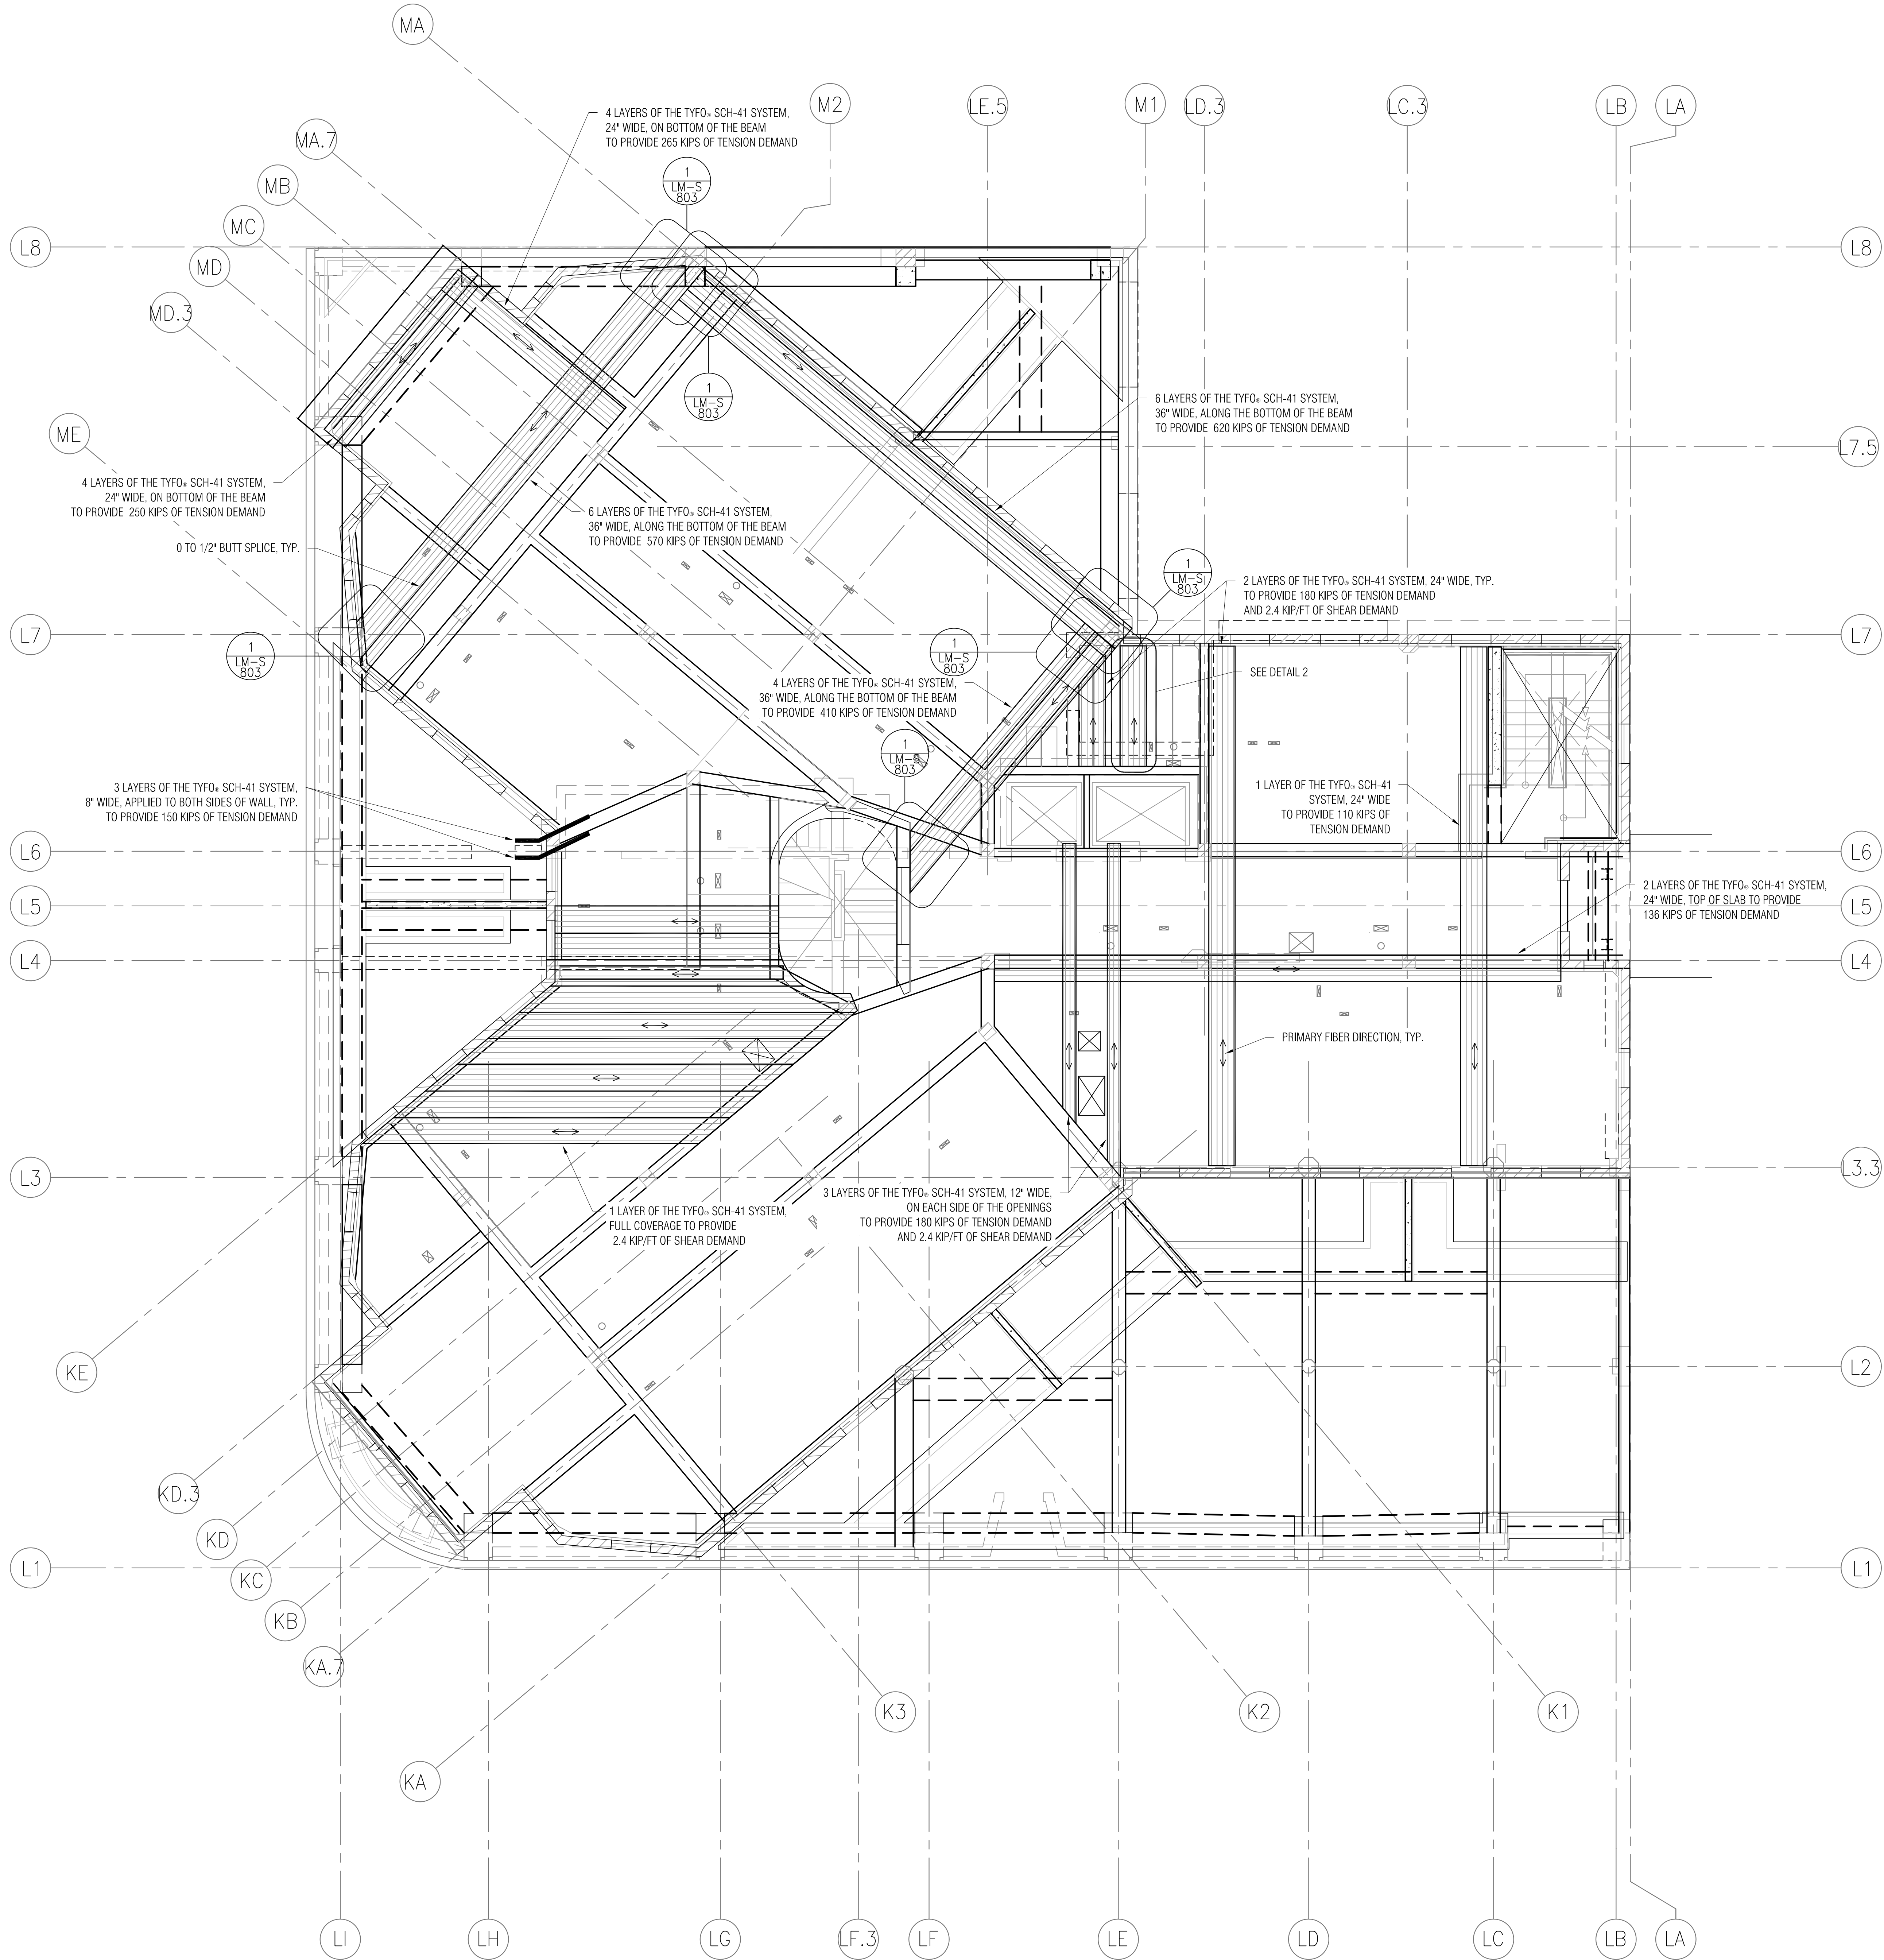 MA
MA.7
MB
MC
MD
MD.3
ME
M2
LE.5
M1
LD.3
LC.3
LB
LA
4 LAYERS OF THE TYFO® SCH-41 SYSTEM,
24" WIDE, ON BOTTOM OF THE BEAM
TO PROVIDE 265 KIPS OF TENSION DEMAND
1
LM-S
803
L8
L8
1
LM-S
803
6 LAYERS OF THE TYFO® SCH-41 SYSTEM,
36" WIDE, ALONG THE BOTTOM OF THE BEAM
TO PROVIDE 620 KIPS OF TENSION DEMAND
L7.5
4 LAYERS OF THE TYFO® SCH-41 SYSTEM,
24" WIDE, ON BOTTOM OF THE BEAM
TO PROVIDE 250 KIPS OF TENSION DEMAND
6 LAYERS OF THE TYFO® SCH-41 SYSTEM,
36" WIDE, ALONG THE BOTTOM OF THE BEAM
TO PROVIDE 570 KIPS OF TENSION DEMAND
0 TO 1/2" BUTT SPLICE, TYP.
1
LM-S
803
2 LAYERS OF THE TYFO® SCH-41 SYSTEM, 24" WIDE, TYP.
TO PROVIDE 180 KIPS OF TENSION DEMAND
AND 2.4 KIP/FT OF SHEAR DEMAND
L7
L7
1
LM-S
803
1
LM-S
803
SEE DETAIL 2
4 LAYERS OF THE TYFO® SCH-41 SYSTEM,
36" WIDE, ALONG THE BOTTOM OF THE BEAM
TO PROVIDE 410 KIPS OF TENSION DEMAND
1
LM-S
803
3 LAYERS OF THE TYFO® SCH-41 SYSTEM,
8" WIDE, APPLIED TO BOTH SIDES OF WALL, TYP.
TO PROVIDE 150 KIPS OF TENSION DEMAND
1 LAYER OF THE TYFO® SCH-41
SYSTEM, 24" WIDE
TO PROVIDE 110 KIPS OF
TENSION DEMAND
L6
L6
2 LAYERS OF THE TYFO® SCH-41 SYSTEM,
24" WIDE, TOP OF SLAB TO PROVIDE
136 KIPS OF TENSION DEMAND
L5
L5
L4
L4
PRIMARY FIBER DIRECTION, TYP.
L3
L3.3
1 LAYER OF THE TYFO® SCH-41 SYSTEM,
FULL COVERAGE TO PROVIDE
2.4 KIP/FT OF SHEAR DEMAND
3 LAYERS OF THE TYFO® SCH-41 SYSTEM, 12" WIDE,
ON EACH SIDE OF THE OPENINGS
TO PROVIDE 180 KIPS OF TENSION DEMAND
AND 2.4 KIP/FT OF SHEAR DEMAND
KE
L2
KD.3
KD
L1
L1
KC
KB
KA.7
KA
K3
K2
K1
LI
LH
LG
LF.3
LF
LE
LD
LC
LB
LA